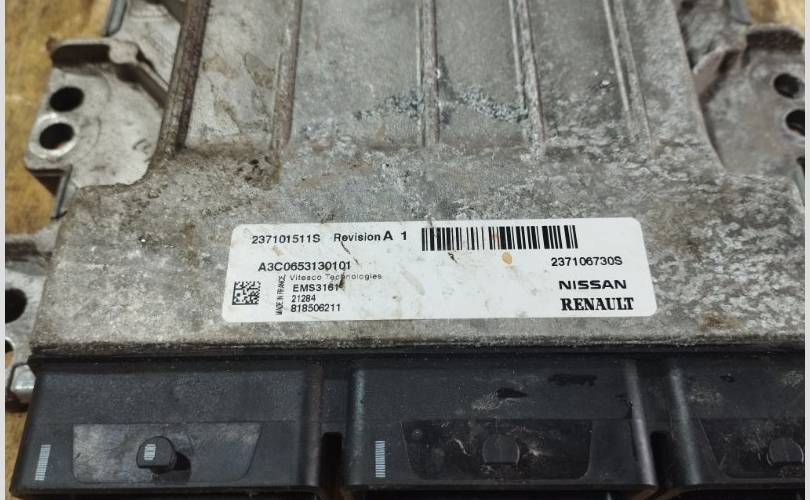 237101511S Revision A 1
A3C0653130101
237106730S
Vitesco Technologies
EMS3161
NISSAN
MADE IN FRANCE
21284
RENAULT
818506211